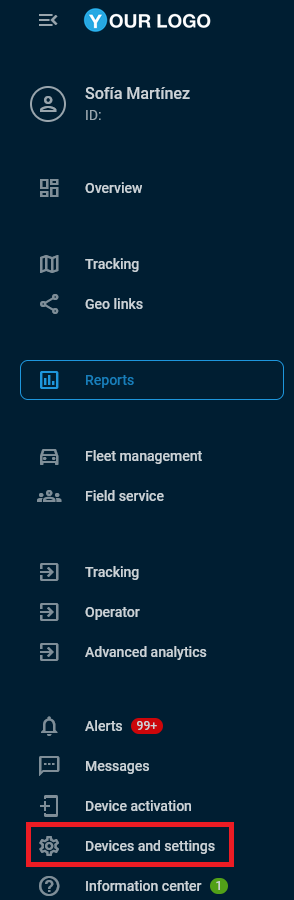 YOUR LOGO
Sofía Martínez
ID:
Overview
Tracking
Geo links
Reports
Fleet management
Field service
Tracking
Operator
Advanced analytics
Alerts 99+
Messages
Device activation
Devices and settings
Information center 1